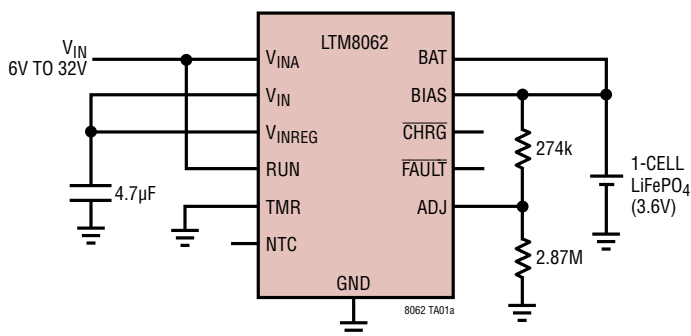 LTM8062
VIN
6V TO 32V
VINA
VIN
VINREG
RUN
TMR
NTC
GND
BAT
BIAS
CHRG
FAULT
ADJ
4.7µF
274k
2.87M
1-CELL
LiFePO4
(3.6V)
8062 TA01a